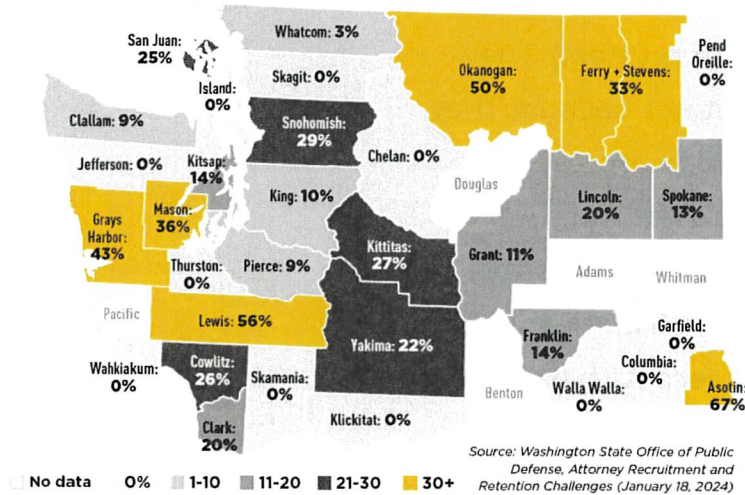 San Juan:
25%
Whatcom: 3%
Okanogan:
50%
Ferry + Stevens:
33%
Pend
Oreille:
0%
Island:
0%
Skagit: 0%
Clallam: 9%
Snohomish:
29%
Jefferson: 0%
Kitsap:
14%
Chelan: 0%
Douglas
Lincoln:
20%
Spokane:
13%
Mason:
36%
King: 10%
Grays
Harbor:
43%
Kittitas:
27%
Grant: 11%
Thurston:
0%
Pierce: 9%
Adams
Whitman
Pacific
Lewis: 56%
Yakima: 22%
Franklin:
14%
Garfield:
0%
Columbia:
0%
Wahkiakum:
0%
Cowlitz:
26%
Skamania:
0%
Benton
Walla Walla:
0%
Asotin:
67%
Klickitat: 0%
Clark:
20%
Source: Washington State Office of Public
Defense, Attorney Recruitment and
Retention Challenges (January 18, 2024)
No data 0% 1-10 11-20 21-30 30+